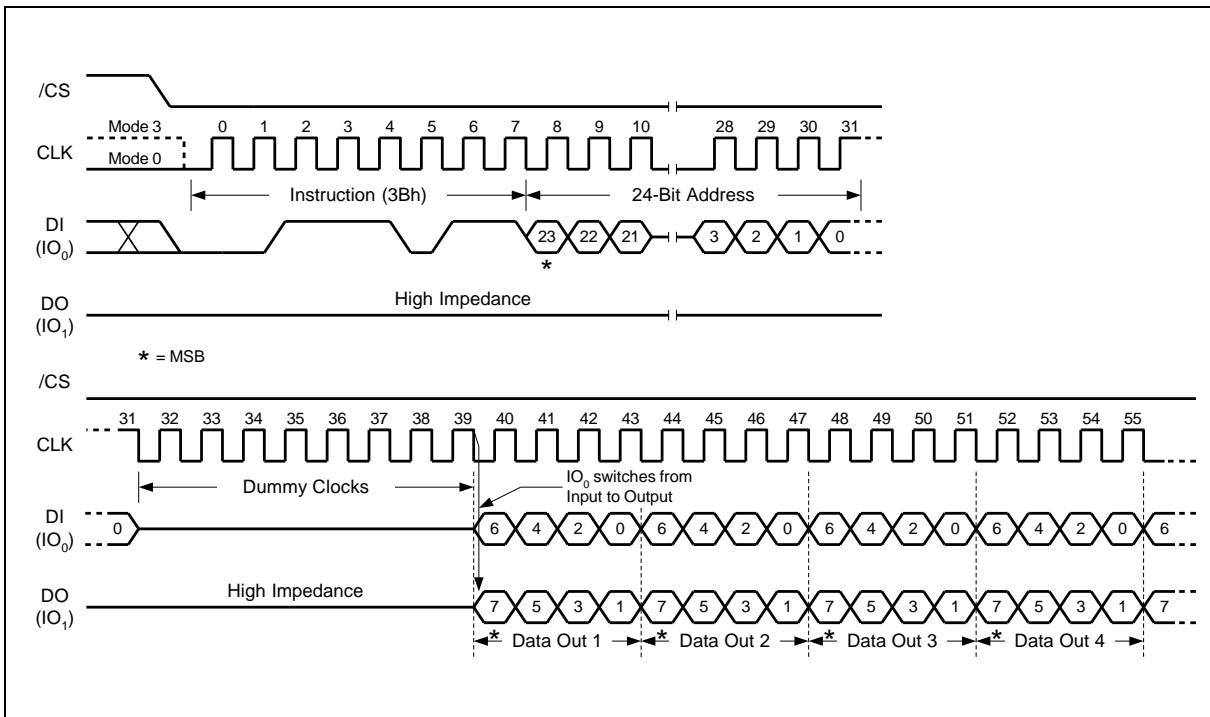 /CS
Mode 3 0 1 2 3 4 5 6 7 8 9 10 28 29 30 31
CLK
Mode 0
Instruction (3Bh) 24-Bit Address
DI
(IO0) 23 22 21 3 2 1 0
*
High Impedance
DO
(IO1)
* = MSB
/CS
31 32 33 34 35 36 37 38 39 40 41 42 43 44 45 46 47 48 49 50 51 52 53 54 55
CLK
Dummy Clocks
IO0 switches from
Input to Output
DI
(IO0) 0 6 4 2 0 6 4 2 0 6 4 2 0 6 4 2 0 6
High Impedance
DO
(IO1) 7 5 3 1 7 5 3 1 7 5 3 1 7 5 3 1 7
* Data Out 1 * Data Out 2 * Data Out 3 * Data Out 4